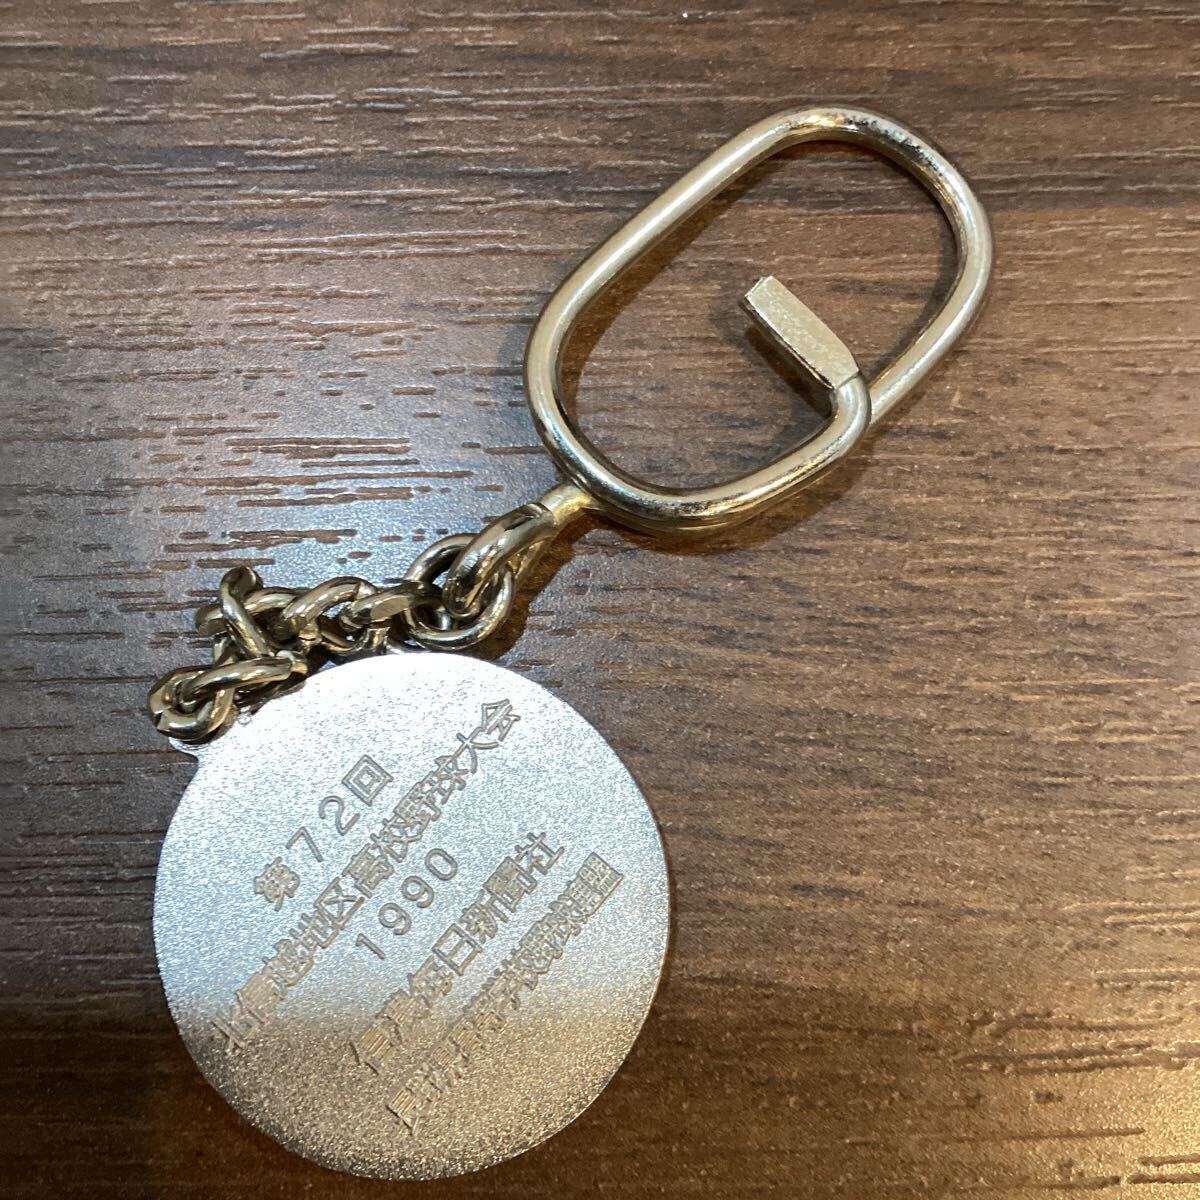 第72回
北信越地区高校野球大会
1990
信濃毎日新聞社
長野県高等学校野球連盟